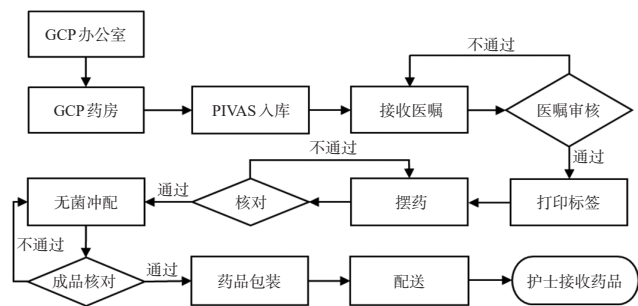 GCP办公室
不通过
GCP药房
PIVAS入库
接收医嘱
医嘱审核
不通过
通过
无菌冲配
通过
核对
摆药
打印标签
不通过
成品核对
通过
药品包装
配送
护士接收药品